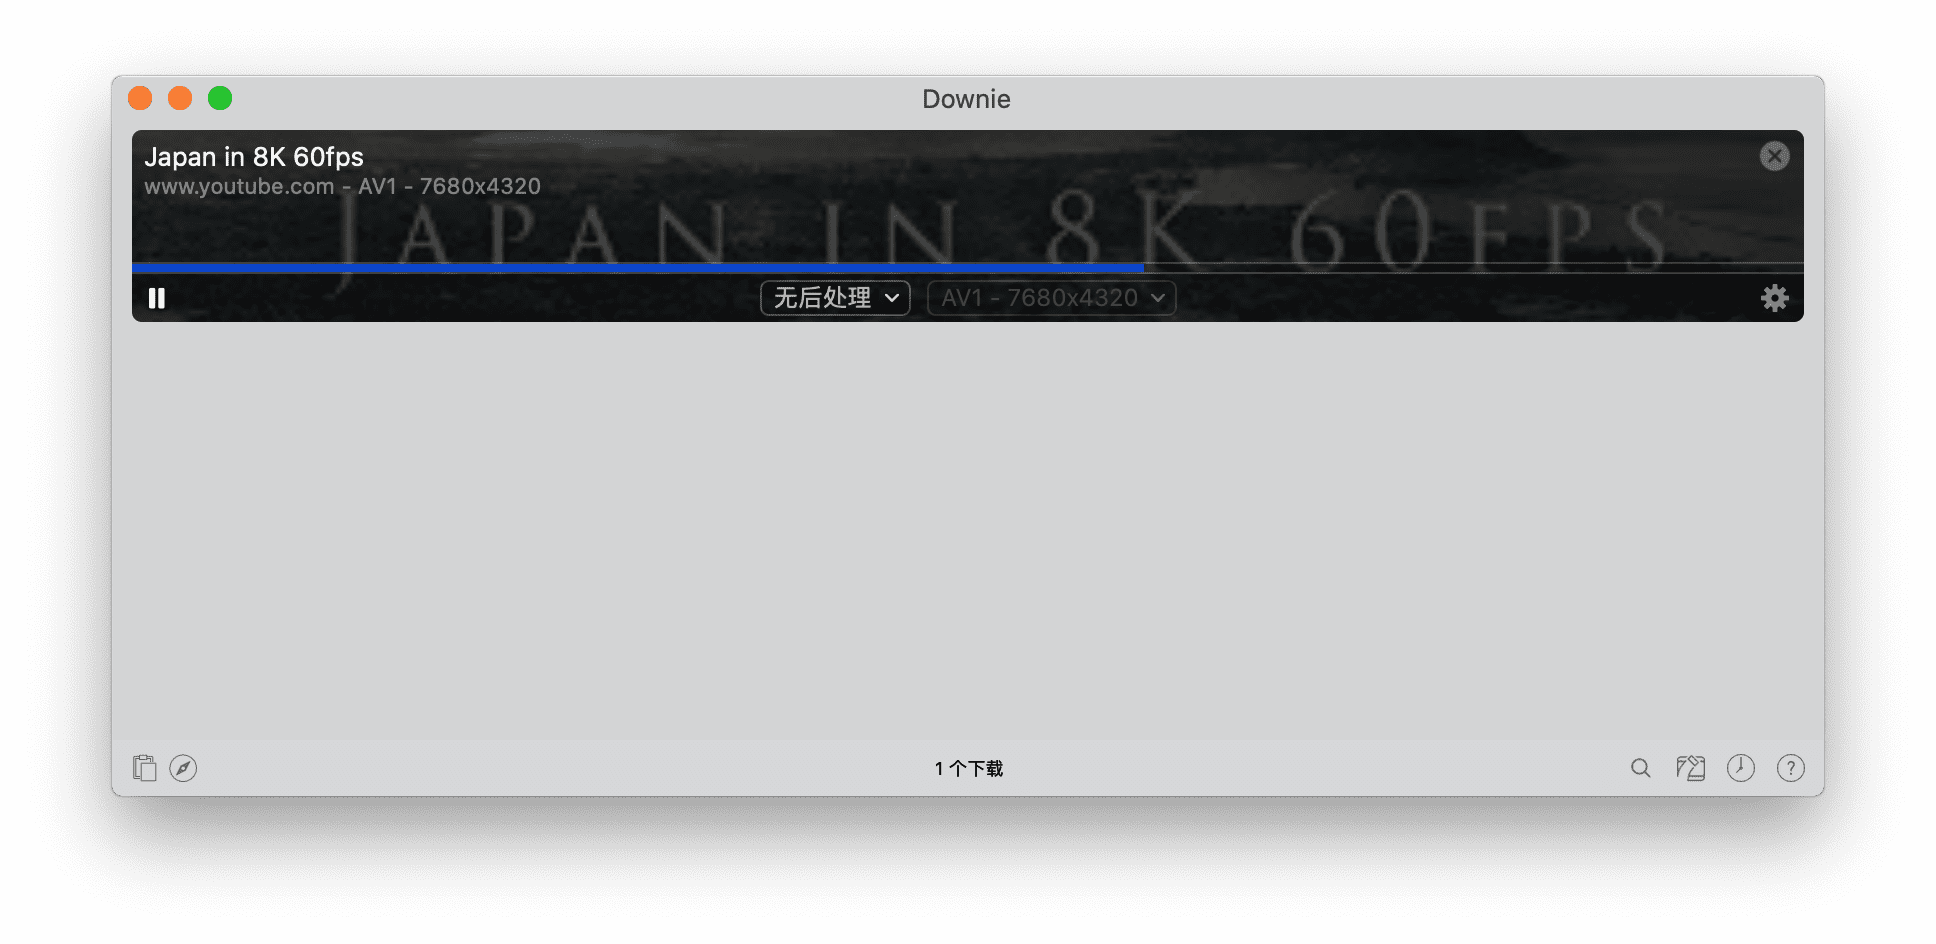 Downie
Japan in 8K 60fps
www.youtube.com - AV1 - 7680x4320
JAPAN IN 8K 60FPS
无后处理
AV1 - 7680x4320
1 个下载
?